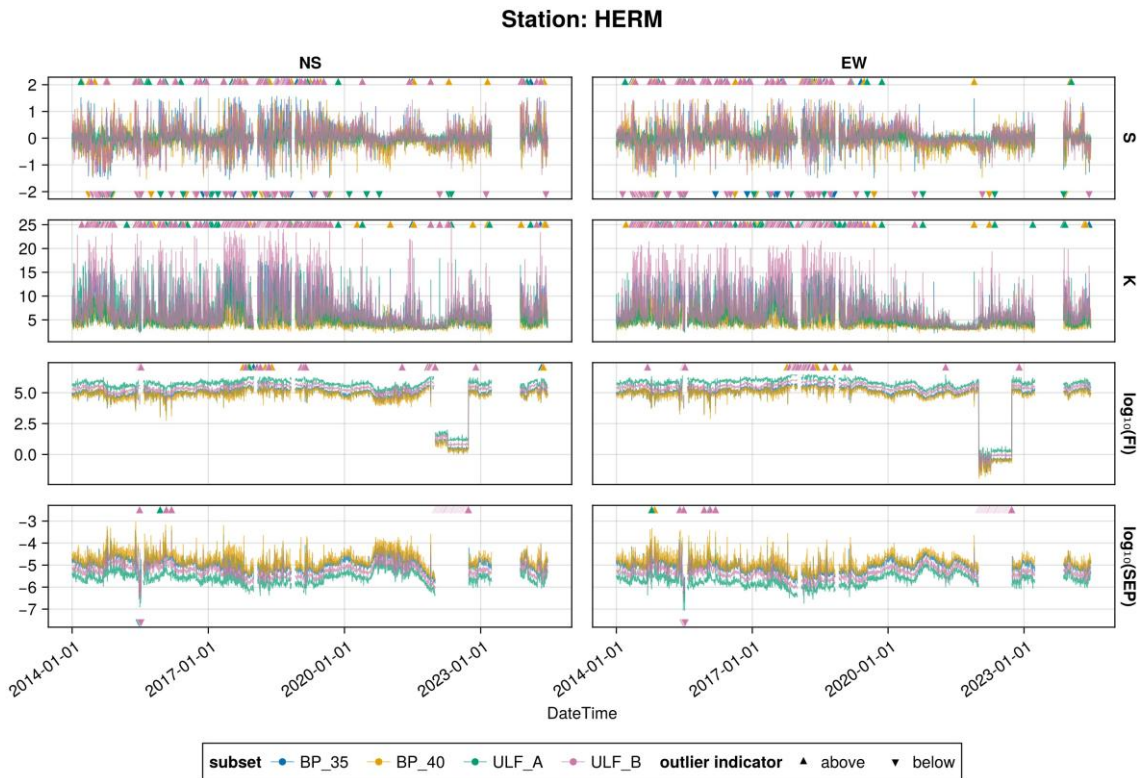 Station: HERM
NS EW
2
1
0
-1
-2
S
25
20
15
10
5
K
5.0
2.5
0.0
log₁₀(FI)
-3
-4
-5
-6
-7
log₁₀(SEP)
2014-01-01 2017-01-01 2020-01-01 2023-01-01 2014-01-01 2017-01-01 2020-01-01 2023-01-01
DateTime
subset BP_35 BP_40 ULF_A ULF_B outlier indicator above below